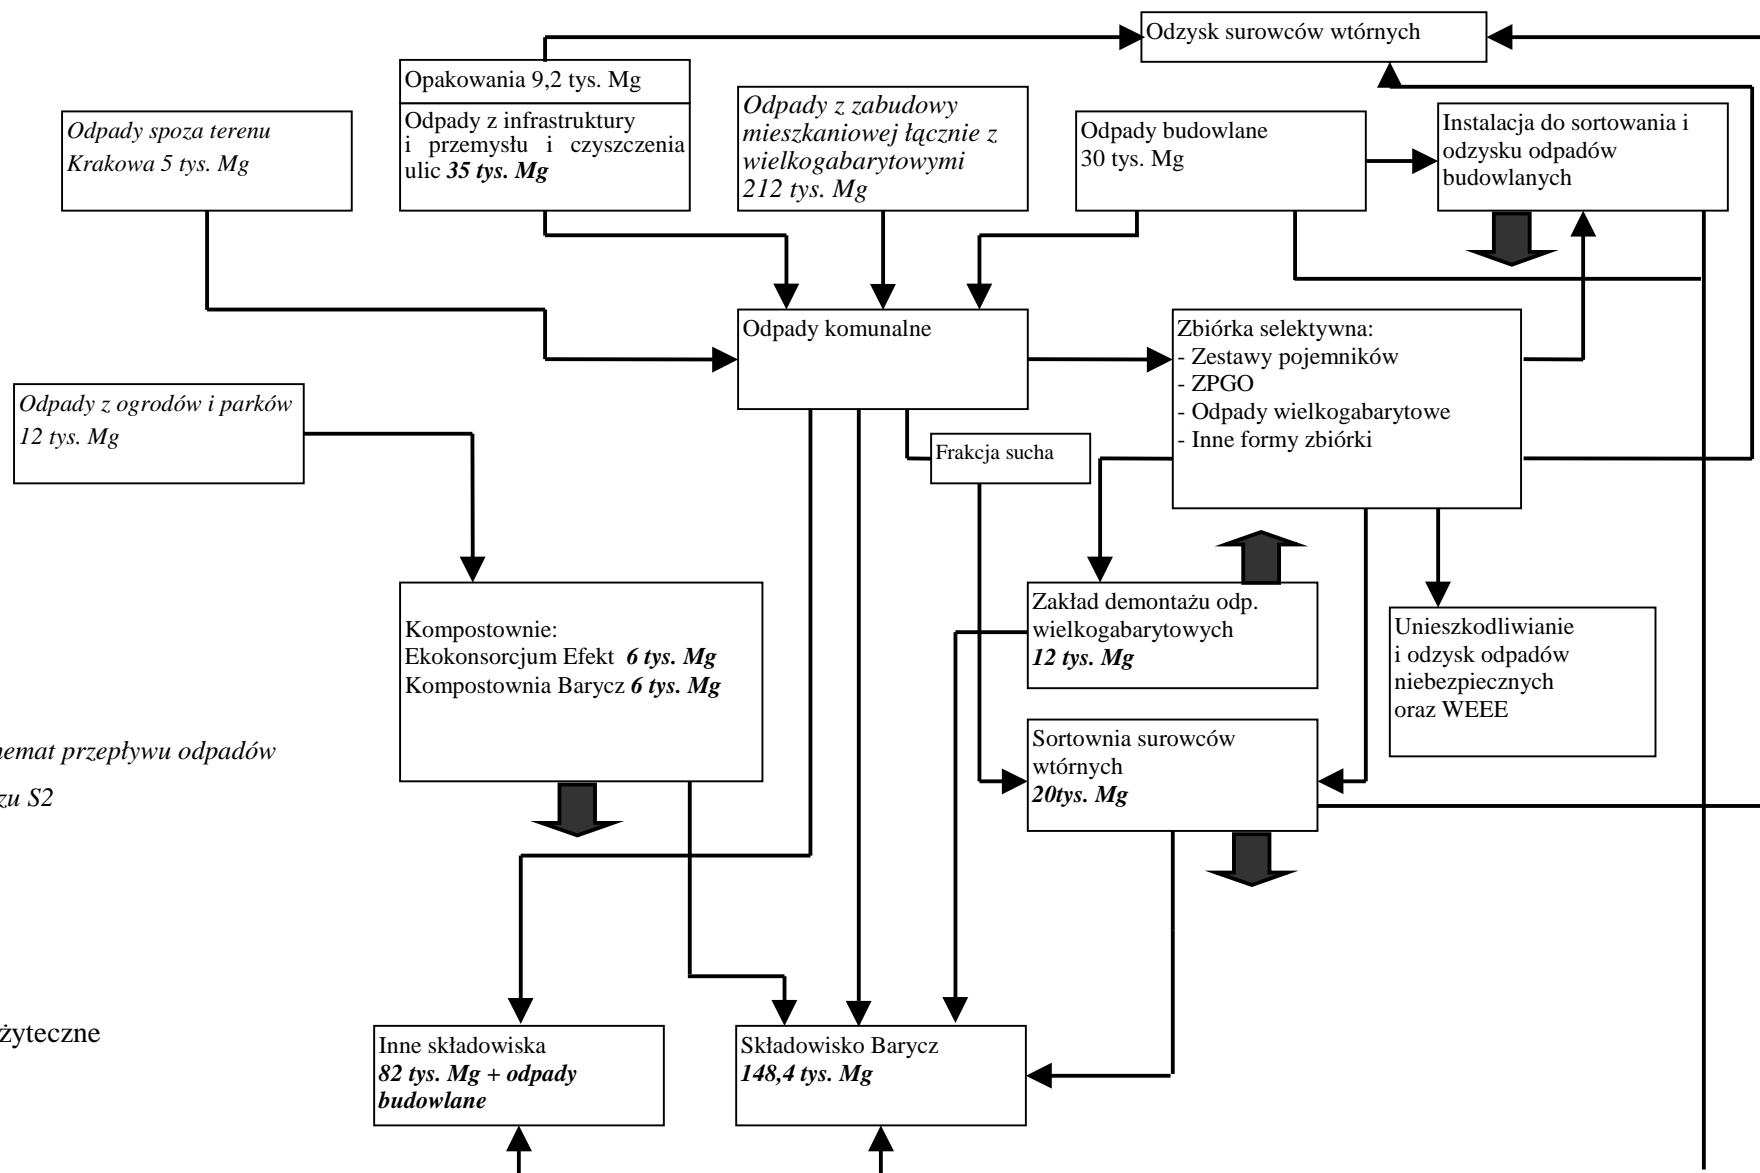 Odzysk surowców wtórnych
Opakowania 9,2 tys. Mg
Odpady z infrastruktury
i przemysłu i czyszczenia
ulic 35 tys. Mg
Odpady z zabudowy
mieszkaniowej łącznie z
wielkogabarytowymi
212 tys. Mg
Odpady spoza terenu
Krakowa 5 tys. Mg
Odpady budowlane
30 tys. Mg
Instalacja do sortowania i
odzysku odpadów
budowlanych
Odpady komunalne
Zbiórka selektywna:
- Zestawy pojemników
- ZPGO
- Odpady wielkogabarytowe
- Inne formy zbiórki
Odpady z ogrodów i parków
12 tys. Mg
Frakcja sucha
Kompostownie:
Ekokonsorcjum Efekt 6 tys. Mg
Kompostownia Barycz 6 tys. Mg
Zakład demontażu odp.
wielkogabarytowych
12 tys. Mg
Unieszkodliwianie
i odzysk odpadów
niebezpiecznych
oraz WEEE
Sortownia surowców
wtórnych
20tys. Mg
hemat przepływu odpadów
zu S2
żyteczne
Inne składowiska
82 tys. Mg + odpady
budowlane
Składowisko Barycz
148,4 tys. Mg